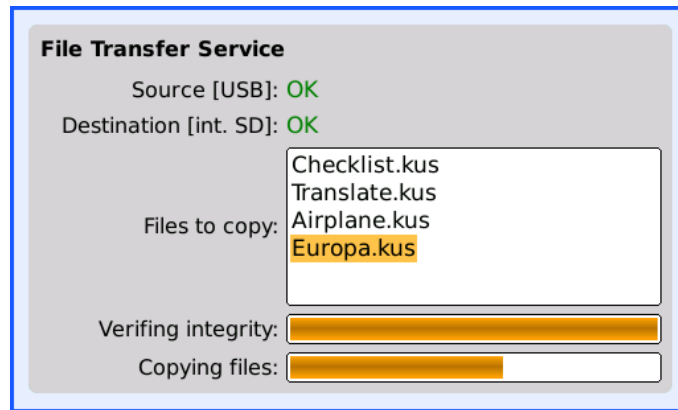 File Transfer Service
Source [USB]: OK
Destination [int. SD]: OK
Files to copy:
Checklist.kus
Translate.kus
Airplane.kus
Europa.kus
Verifing integrity:
Copying files: